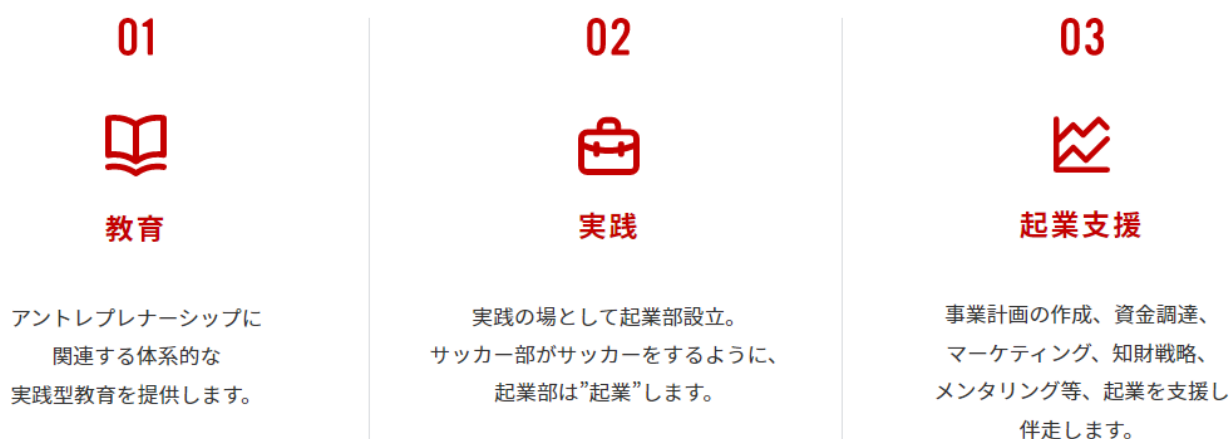 01
教育
アントレプレナーシップに
関連する体系的な
実践型教育を提供します。
02
実践
実践の場として起業部設立。
サッカー部がサッカーをするように、
起業部は”起業”します。
03
起業支援
事業計画の作成、資金調達、
マーケティング、知財戦略、
メンタリング等、起業を支援し
伴走します。